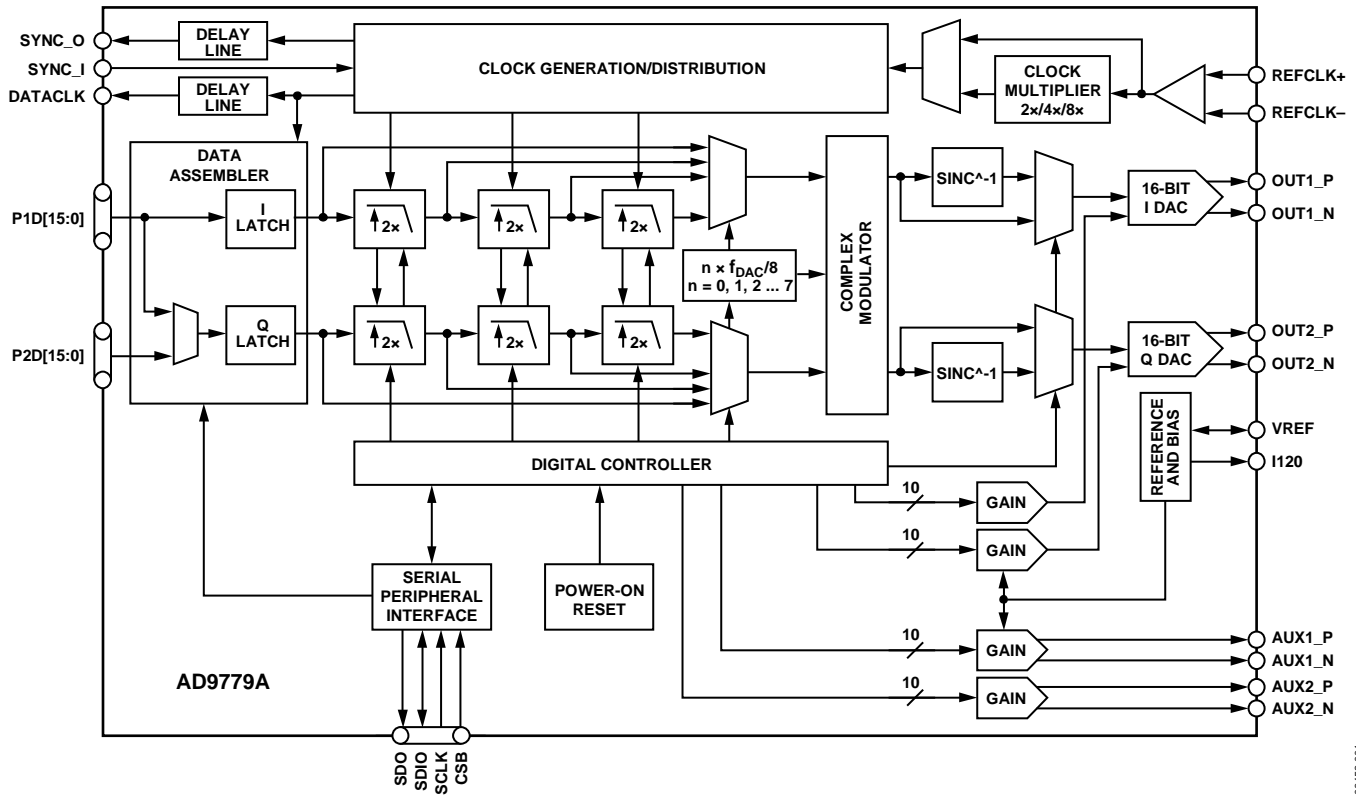 SYNC_O
SYNC_I
DATACLK
DELAY
LINE
DELAY
LINE
CLOCK GENERATION/DISTRIBUTION
CLOCK
MULTIPLIER
2×/4×/8×
REFCLK+
REFCLK–
DATA
ASSEMBLER
P1D[15:0]
I
LATCH
2×
2×
2×
P2D[15:0]
Q
LATCH
2×
2×
2×
n × fDAC/8
n = 0, 1, 2 ... 7
COMPLEX
MODULATOR
SINC^-1
SINC^-1
16-BIT
I DAC
OUT1_P
OUT1_N
16-BIT
Q DAC
OUT2_P
OUT2_N
REFERENCE
AND BIAS
VREF
I120
DIGITAL CONTROLLER
10
GAIN
10
GAIN
SERIAL
PERIPHERAL
INTERFACE
POWER-ON
RESET
10
GAIN
AUX1_P
AUX1_N
10
GAIN
AUX2_P
AUX2_N
AD9779A
SDO
SDIO
SCLK
CSB